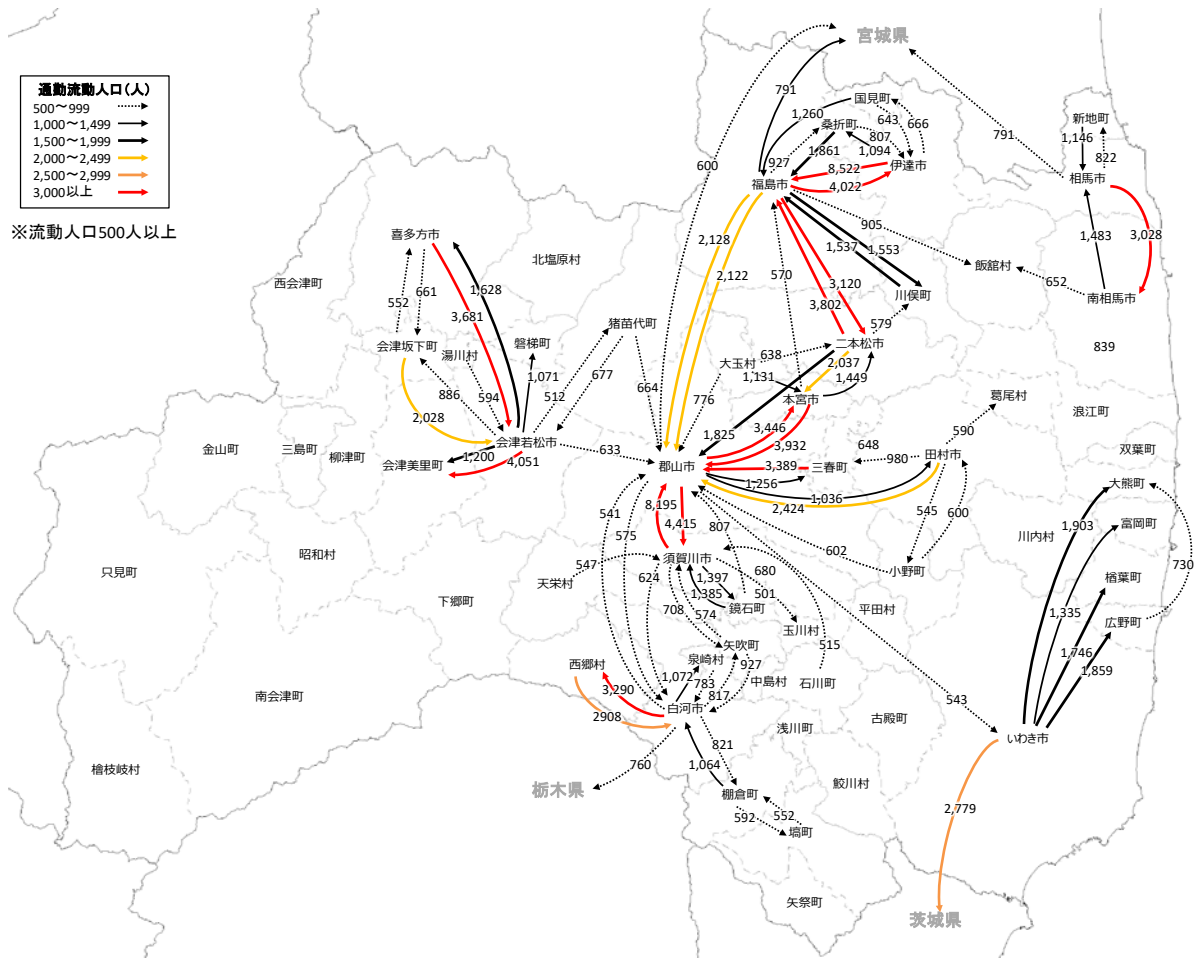 宮城県
通勤流動人口(人)
500～999
1,000～1,499
1,500～1,999
2,000～2,499
2,500～2,999
3,000以上
※流動人口500人以上
791
国見町
1,260
643
666
桑折町
807
新地町
1,146
822
791
600
927
1,861
1,094
伊達市
8,522
4,022
福島市
相馬市
905
2,128
1,537
1,553
1,483
3,028
喜多方市
北塩原村
西会津町
570
2,122
3,120
3,802
飯舘村
652
南相馬市
川俣町
552
661
1,628
3,681
猪苗代町
579
会津坂下町
湯川村
磐梯町
二本松市
839
638
2,037
大玉村
1,131
1,449
1,071
677
512
664
776
886
594
本宮市
葛尾村
浪江町
2,028
1,825
3,446
3,932
590
648
会津若松市
633
金山町
三島町
柳津町
1,200
4,051
会津美里町
郡山市
3,389
三春町
980
田村市
双葉町
1,256
大熊町
1,036
2,424
8,195
541
4,415
807
545
600
1,903
富岡町
575
川内村
昭和村
只見町
602
須賀川市
547
天栄村
624
1,397
680
小野町
730
楢葉町
1,385
501
下郷町
708
574
鏡石町
平田村
1,335
広野町
玉川村
515
矢吹町
1,746
泉崎村
927
1,859
西郷村
1,072
783
中島村
石川町
南会津町
3,290
817
543
2908
白河市
古殿町
浅川町
いわき市
821
760
1,064
檜枝岐村
鮫川村
栃木県
棚倉町
2,779
592
552
塙町
矢祭町
茨城県